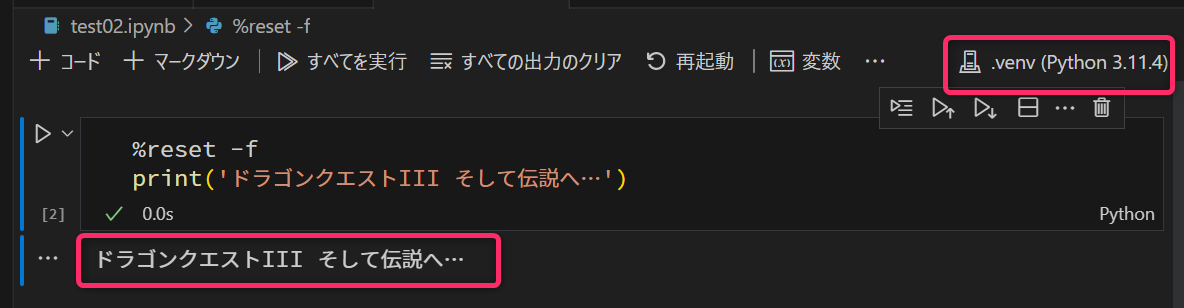 test02.ipynb > %reset -f
コード マークダウン すべてを実行 すべての出力のクリア 再起動 変数 … .venv (Python 3.11.4)
%reset -f
print('ドラゴンクエストIII そして伝説へ…')
[2] 0.0s Python
ドラゴンクエストIII そして伝説へ…